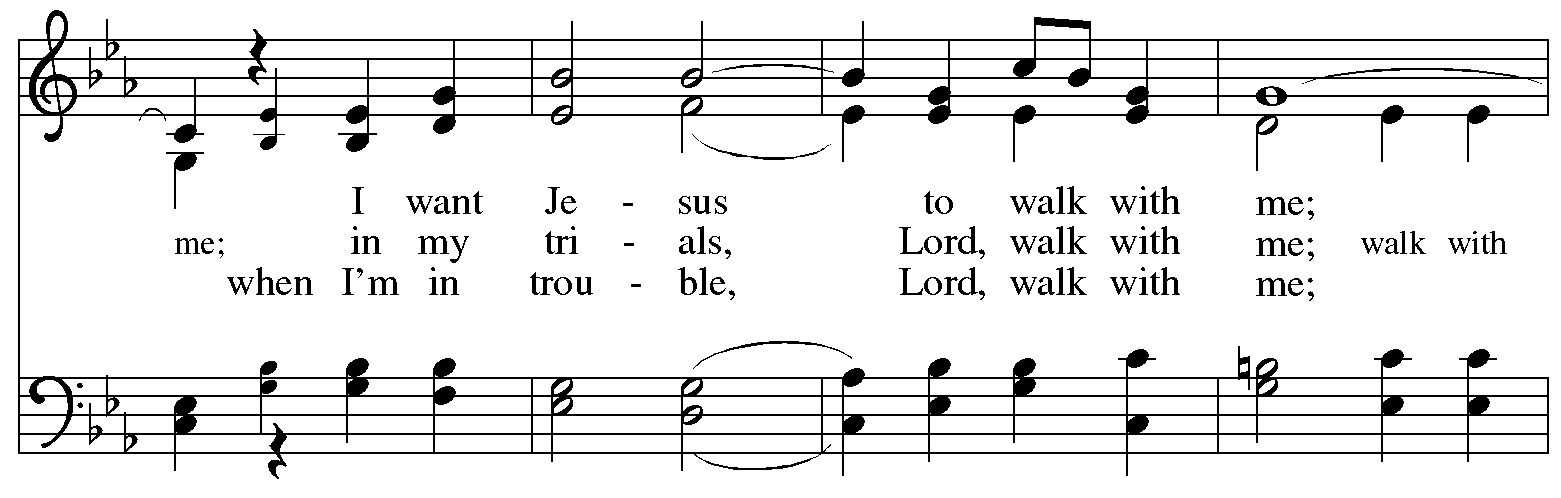 I want Je - sus to walk with me;
me; in my tri - als, Lord, walk with me; walk with
when I'm in trou - ble, Lord, walk with me;